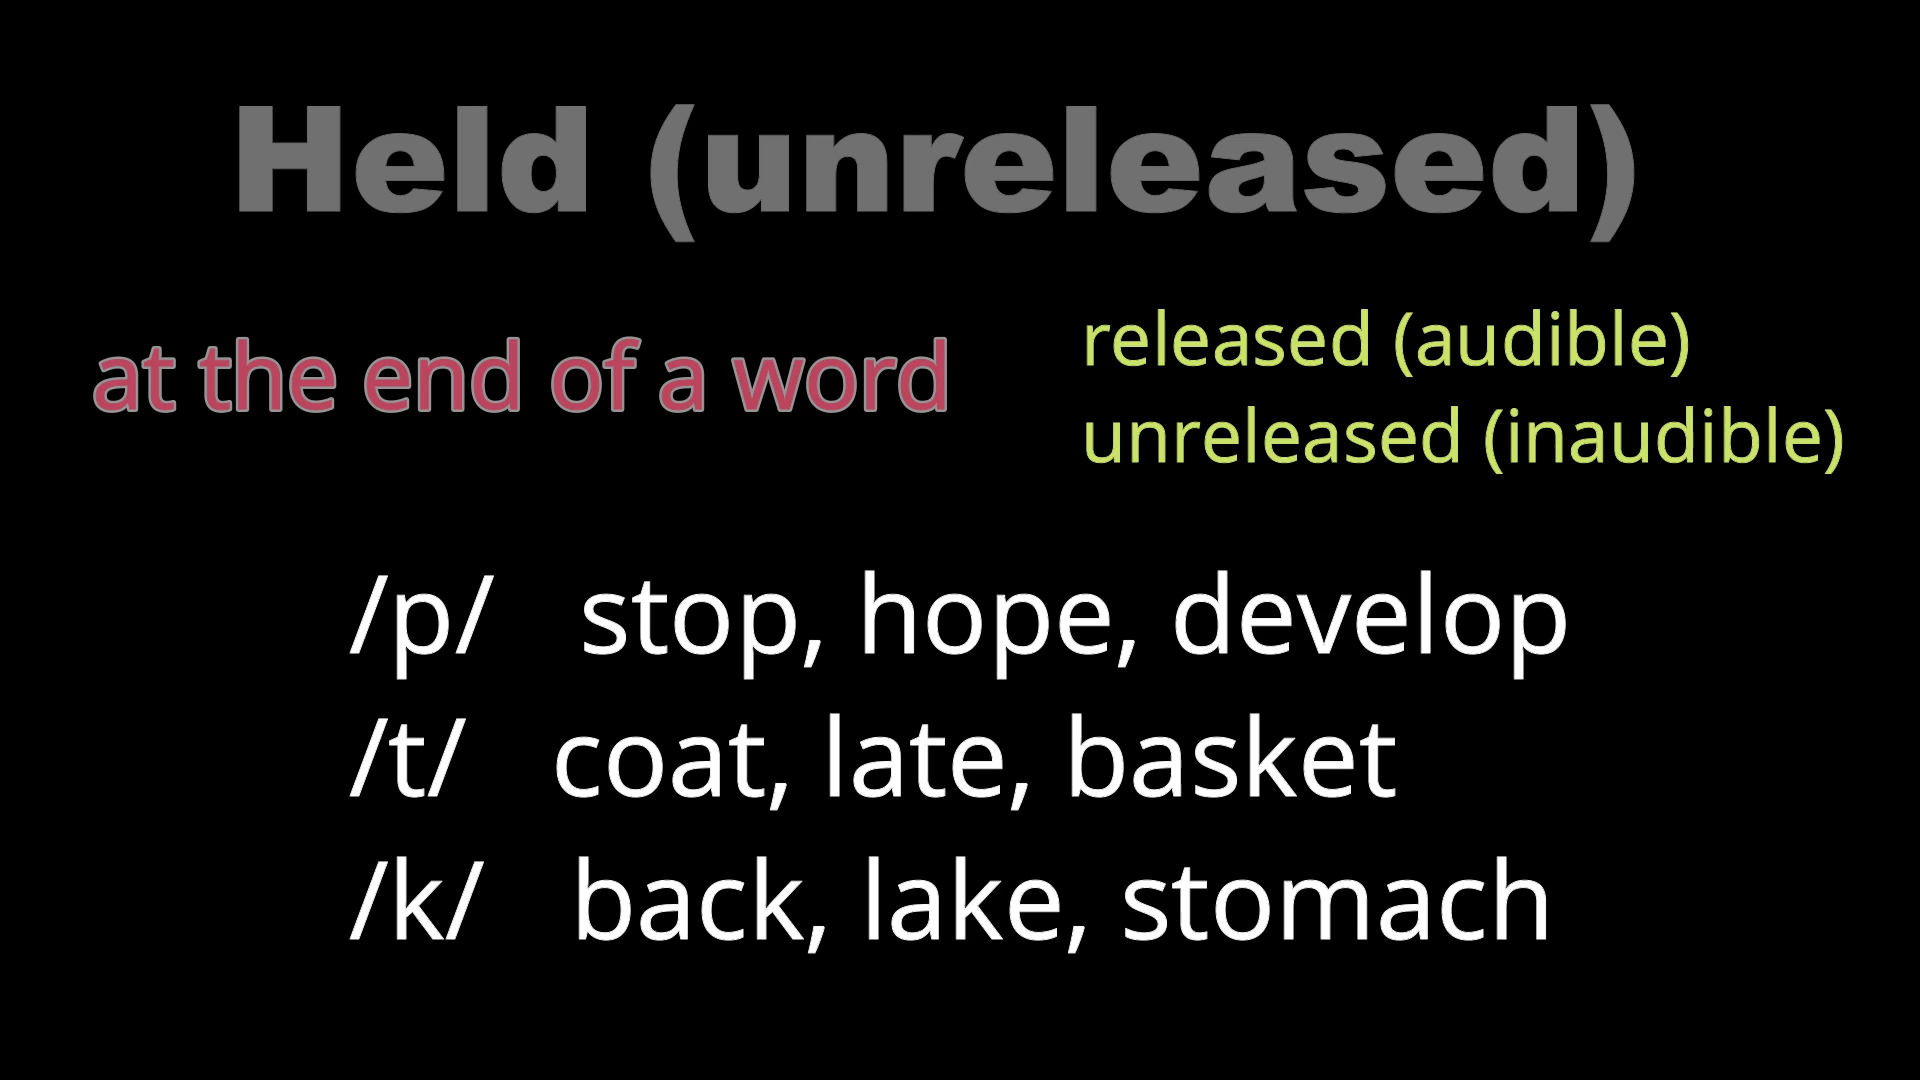 Held (unreleased)
at the end of a word
released (audible)
unreleased (inaudible)
/p/ stop, hope, develop
/t/ coat, late, basket
/k/ back, lake, stomach